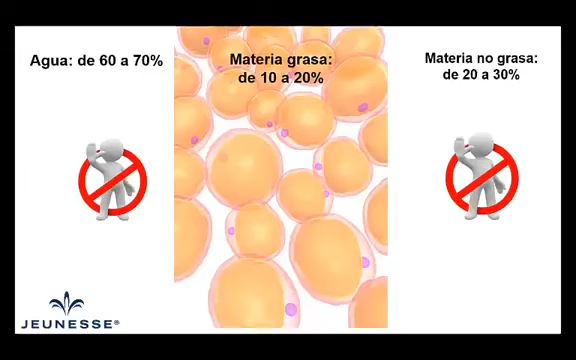 Agua: de 60 a 70%
Materia grasa:
de 10 a 20%
Materia no grasa:
de 20 a 30%
JEUNESSE®